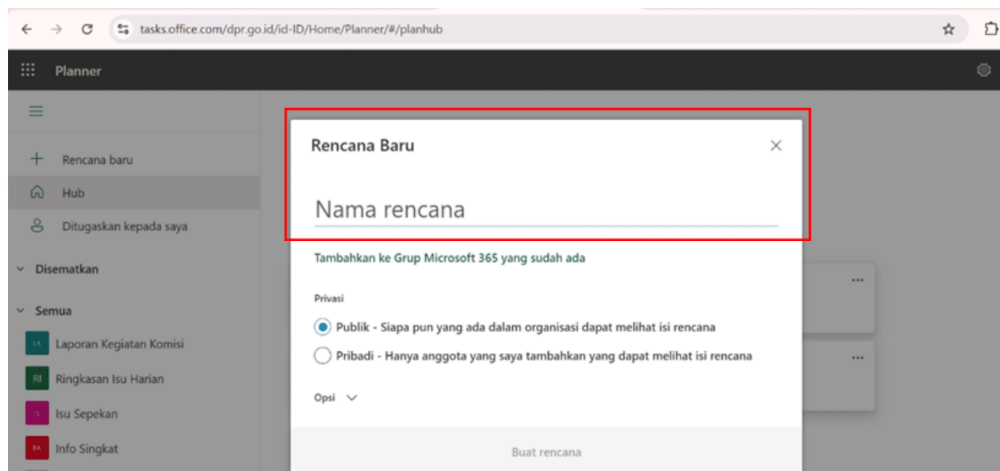 tasks.office.com/dpr.go.id/id-ID/Home/Planner/#/planhub
Planner
Rencana baru
Hub
Ditugaskan kepada saya
Disematkan
Semua
LK Laporan Kegiatan Komisi
RI Ringkasan Isu Harian
Isu Sepekan
Info Singkat
Rencana Baru
Nama rencana
Tambahkan ke Grup Microsoft 365 yang sudah ada
Privasi
Publik - Siapa pun yang ada dalam organisasi dapat melihat isi rencana
Pribadi - Hanya anggota yang saya tambahkan yang dapat melihat isi rencana
Opsi
Buat rencana